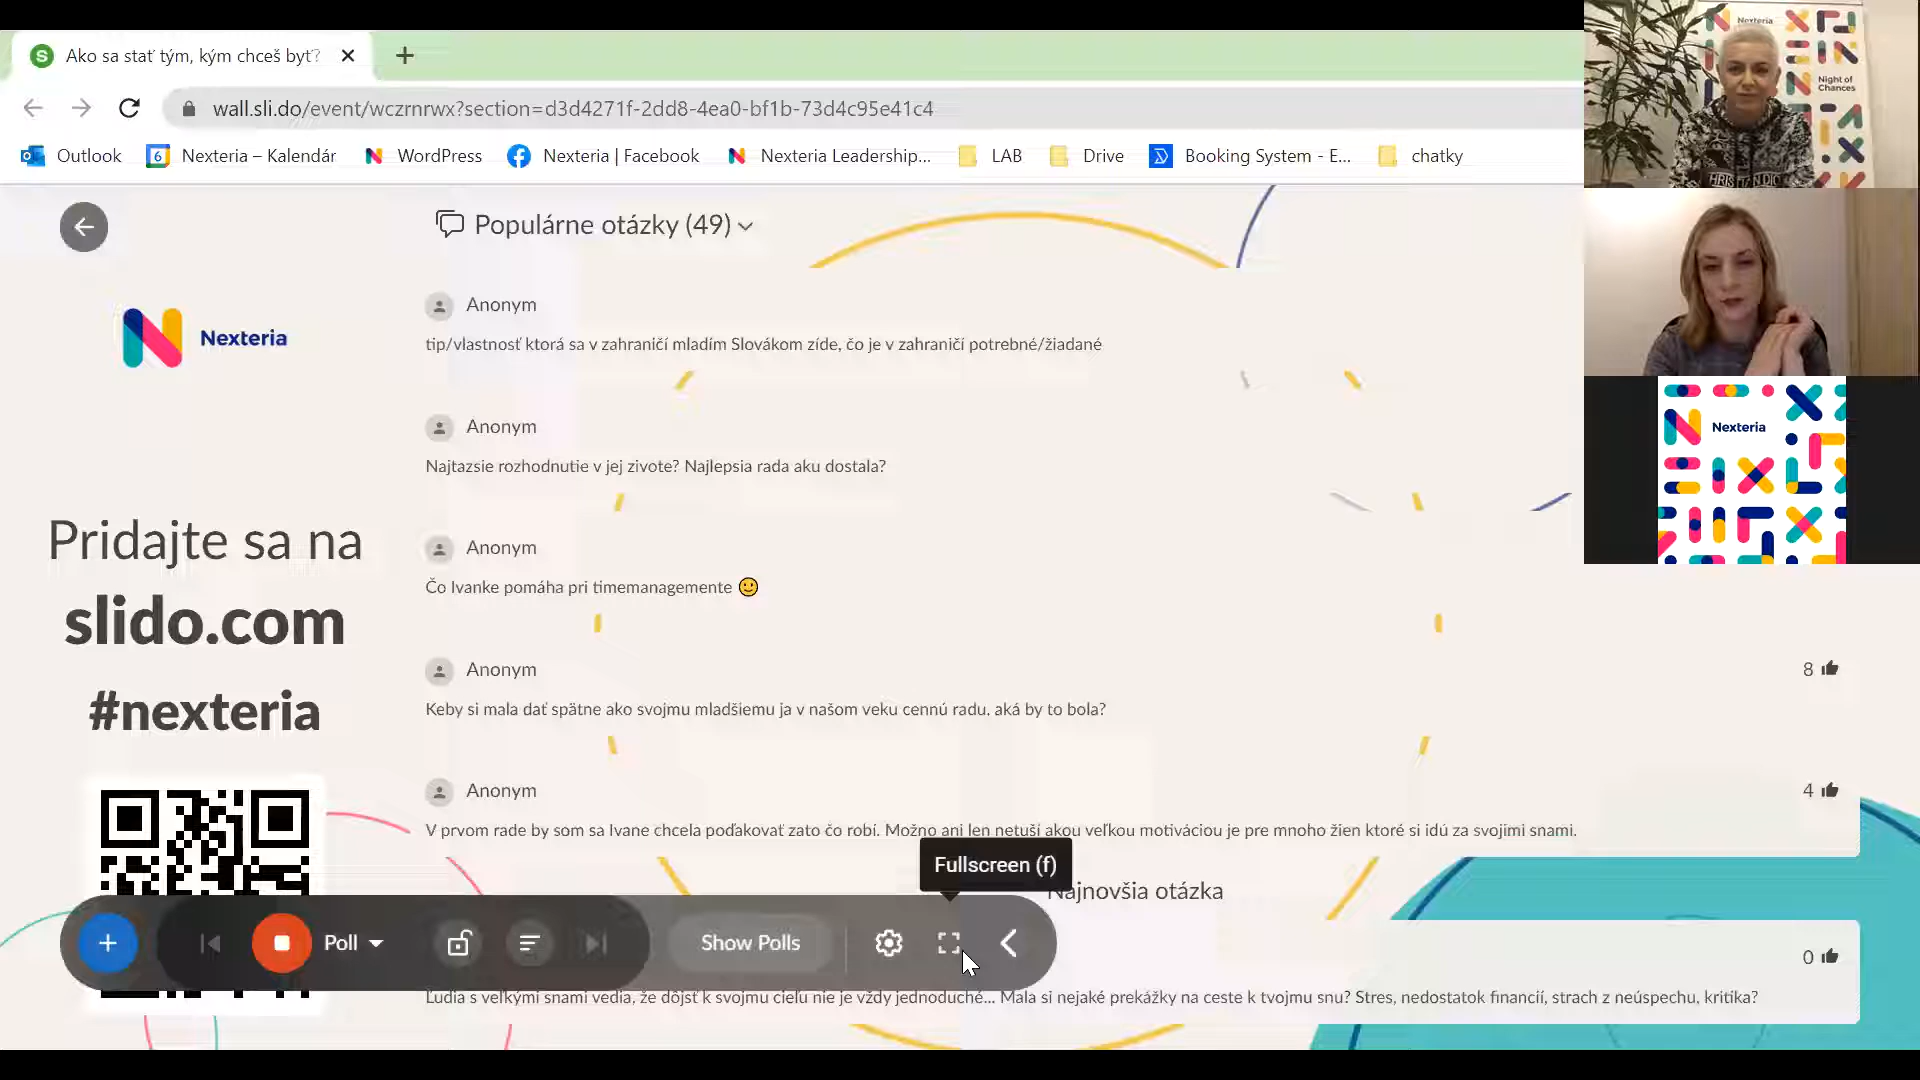 Ako sa stať tým, kým chceš byť?
wall.sli.do/event/wczrnrwx?section=d3d4271f-2dd8-4ea0-bf1b-73d4c95e41c4
Outlook
Nexteria – Kalendár
WordPress
Nexteria | Facebook
Nexteria Leadership...
LAB
Drive
Booking System - E...
chatky
Nexteria
Night of
Chances
Populárne otázky (49)
Nexteria
Anonym
tip/vlastnosť ktorá sa v zahraničí mladím Slovákom zíde, čo je v zahraničí potrebné/žiadané
Anonym
Najtazsie rozhodnutie v jej zivote? Najlepsia rada aku dostala?
Nexteria
Pridajte sa na
slido.com
#nexteria
Anonym
Čo Ivanke pomáha pri timemanagemente 🙂
Anonym
8
Keby si mala dať spätne ako svojmu mladšiemu ja v našom veku cennú radu, aká by to bola?
Anonym
4
V prvom rade by som sa Ivane chcela poďakovať zato čo robí. Možno ani len netuší akou veľkou motiváciou je pre mnoho žien ktoré si idú za svojimi snami.
Fullscreen (f)
Najnovšia otázka
Poll
Show Polls
0
Ľudia s veľkými snami vedia, že dôjsť k svojmu cieľu nie je vždy jednoduché... Mala si nejaké prekážky na ceste k tvojmu snu? Stres, nedostatok financií, strach z neúspechu, kritika?